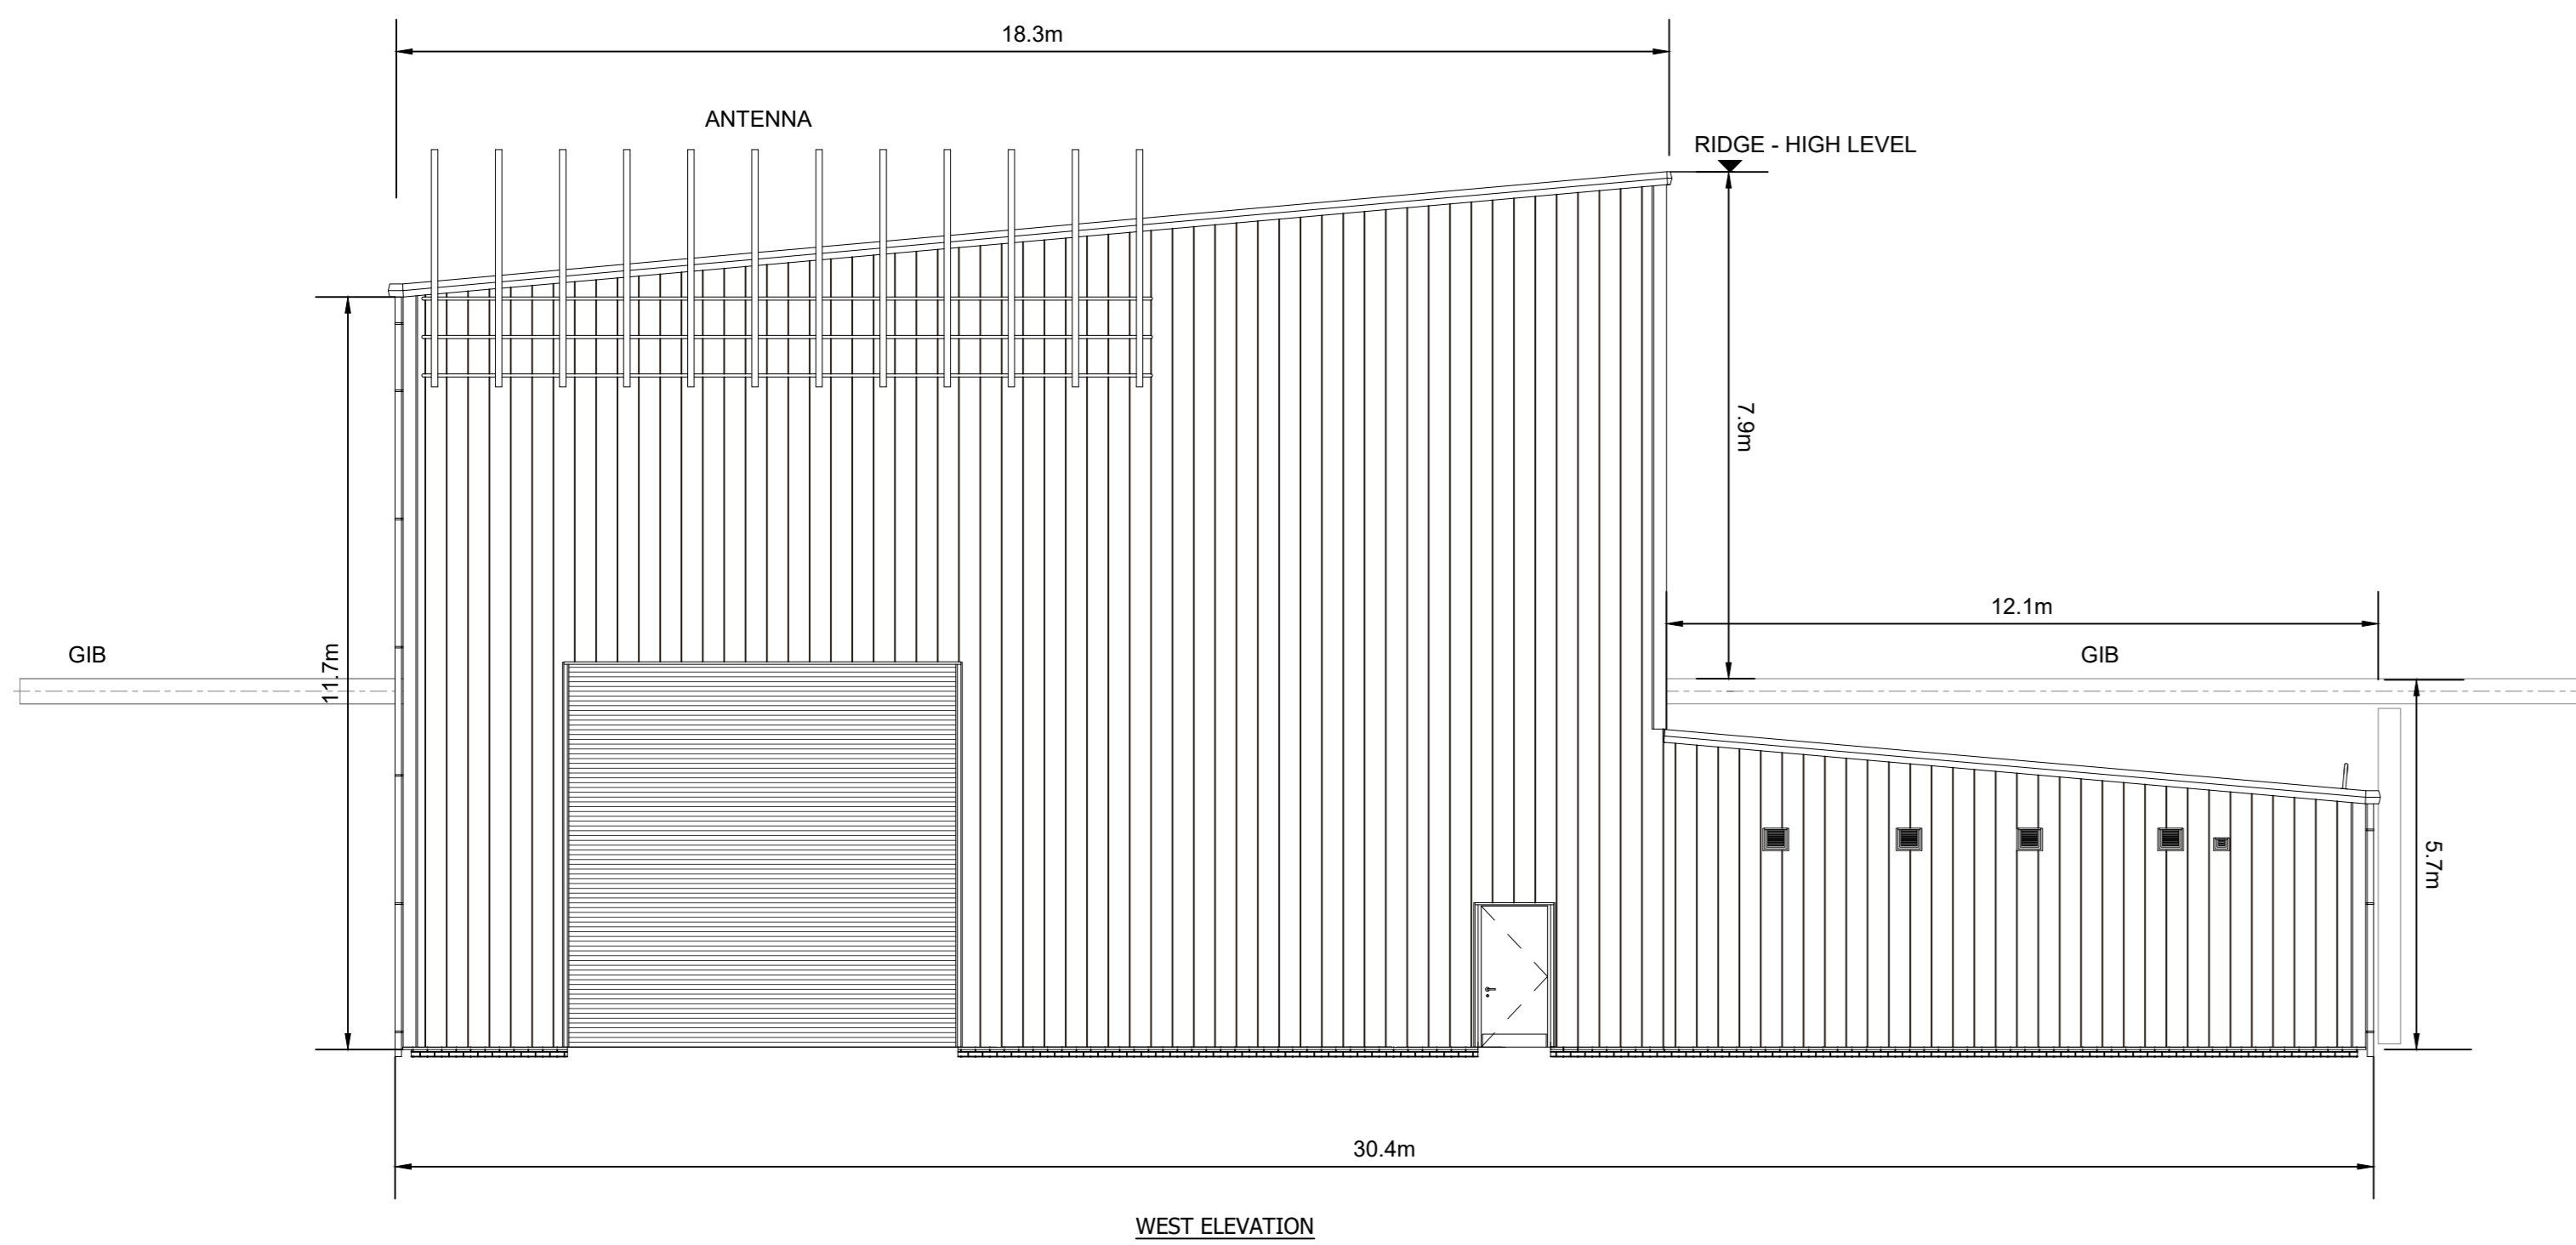 18.3m
ANTENNA
RIDGE - HIGH LEVEL
7.9m
12.1m
GIB
GIB
11.7m
5.7m
30.4m
WEST ELEVATION